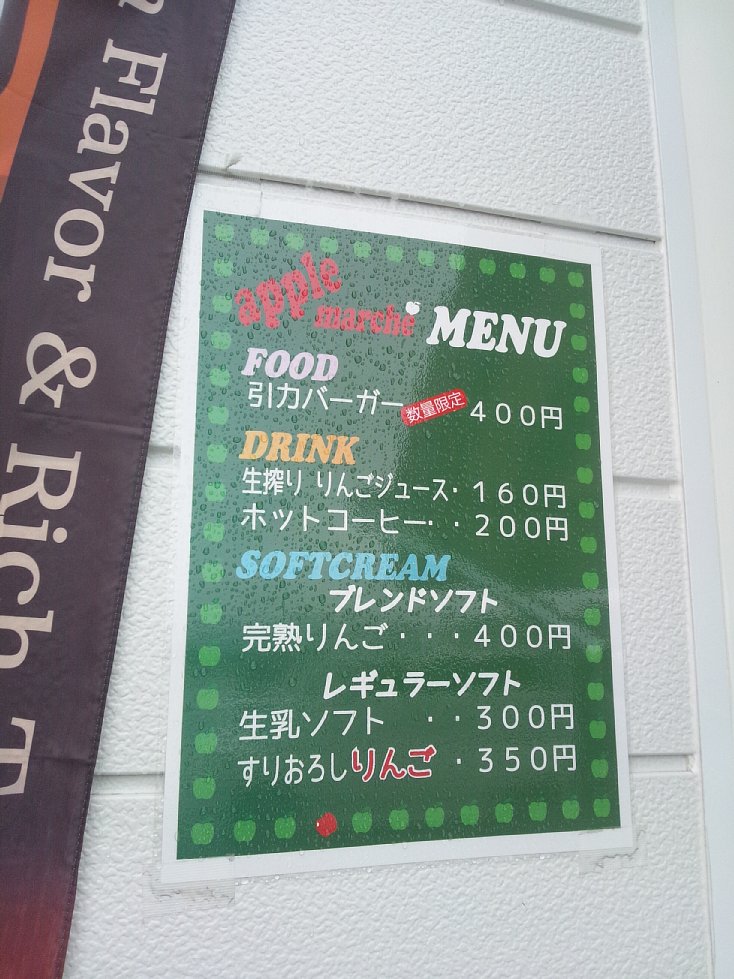 n Flavor & Rich T
apple marché MENU
FOOD
引力バーガー 数量限定 400円
DRINK
生搾り りんごジュース・160円
ホットコーヒー・・200円
SOFTCREAM
ブレンドソフト
完熟りんご・・・400円
レギュラーソフト
生乳ソフト ・・300円
すりおろしりんご・350円